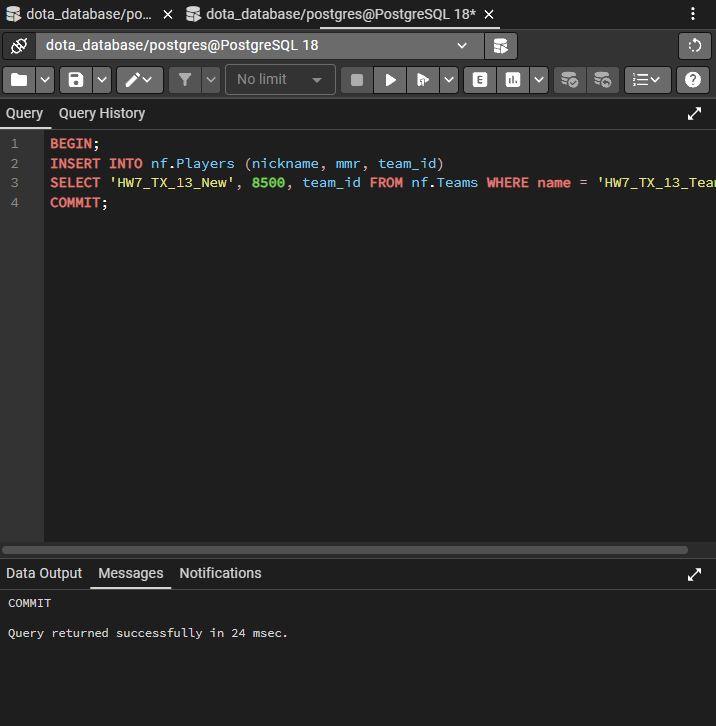 dota_database/po...
dota_database/postgres@PostgreSQL 18*
dota_database/postgres@PostgreSQL 18
No limit
E
Query
Query History
1 BEGIN;
2 INSERT INTO nf.Players (nickname, mmr, team_id)
3 SELECT 'HW7_TX_13_New', 8500, team_id FROM nf.Teams WHERE name = 'HW7_TX_13_Tea
4 COMMIT;
Data Output
Messages
Notifications
COMMIT
Query returned successfully in 24 msec.